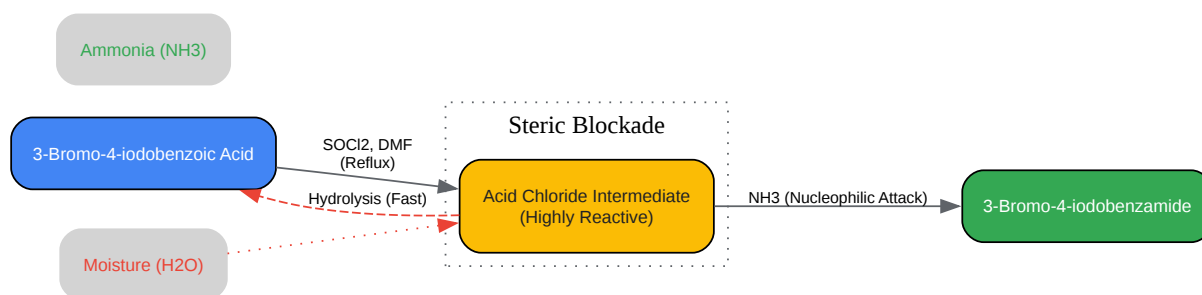 Ammonia (NH3)
3-Bromo-4-iodobenzoic Acid
SOCl2, DMF
(Reflux)
Hydrolysis (Fast)
Moisture (H2O)
Steric Blockade
Acid Chloride Intermediate
(Highly Reactive)
NH3 (Nucleophilic Attack)
3-Bromo-4-iodobenzamide